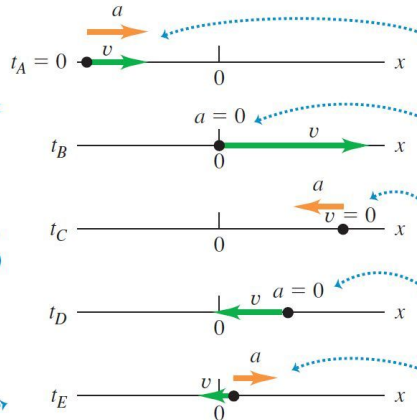 a
v
t_A = 0
x
0
a = 0
v
t_B
x
0
a
v = 0
t_C
x
0
v a = 0
t_D
x
0
a
v
t_E
x
0